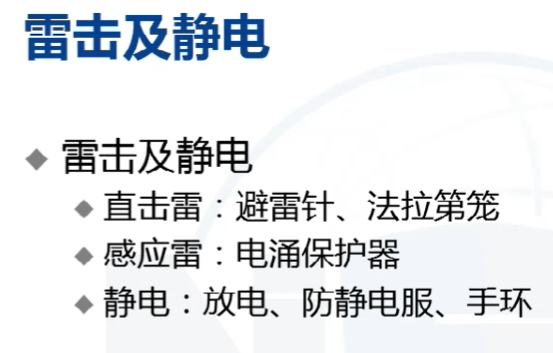 雷击及静电
雷击及静电
直击雷：避雷针、法拉第笼
感应雷：电涌保护器
静电：放电、防静电服、手环